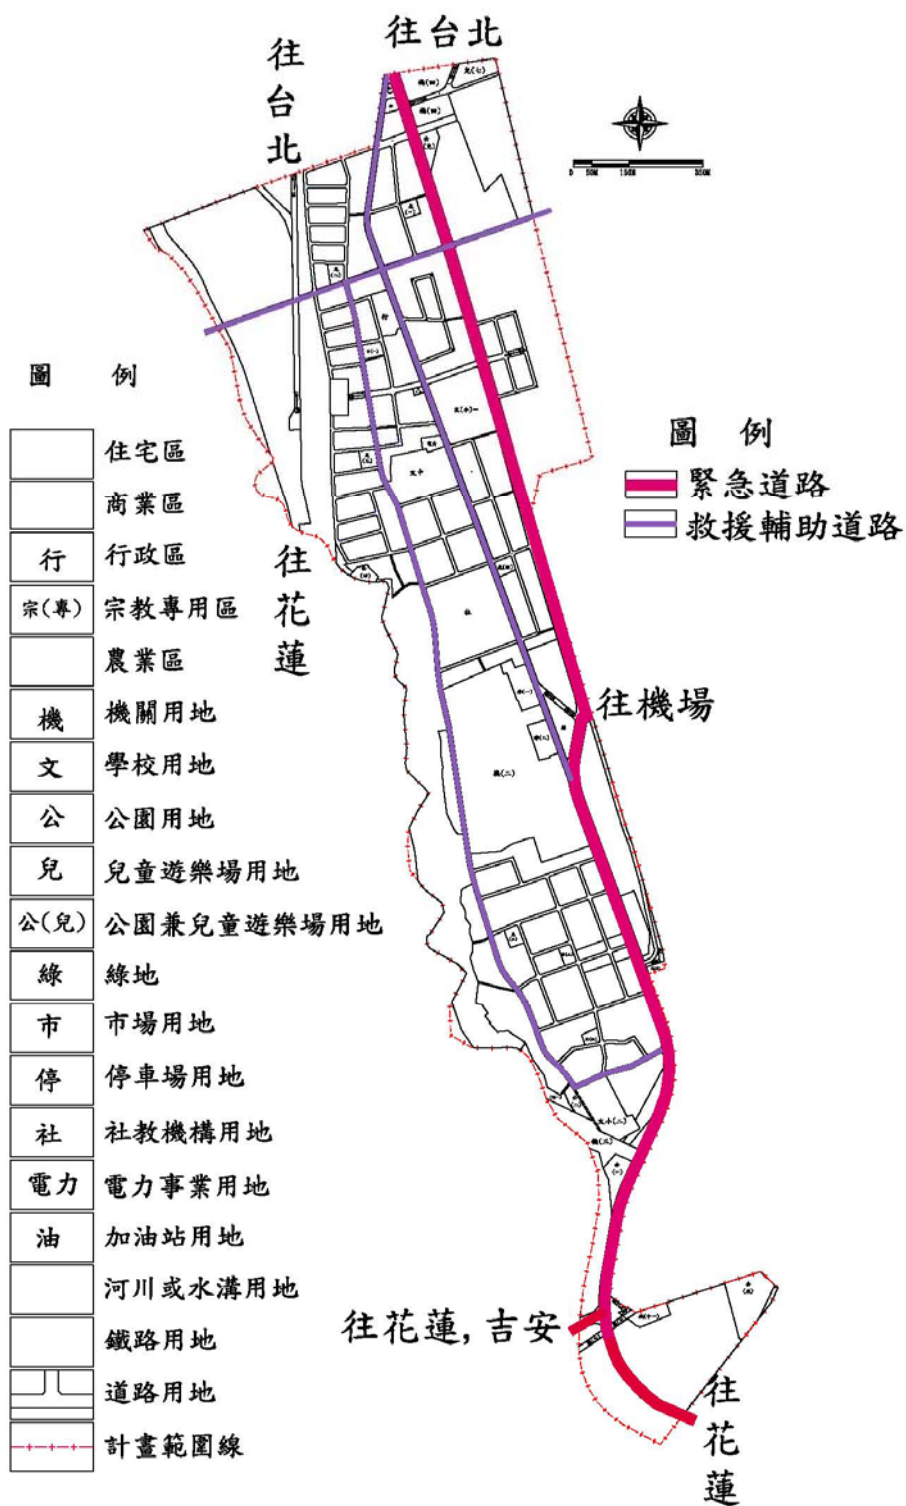 往台北
往台北
0 50M 150M 350M
圖 例
住宅區
商業區
行 行政區
宗(專) 宗教專用區
農業區
機 機關用地
文 學校用地
公 公園用地
兒 兒童遊樂場用地
公(兒) 公園兼兒童遊樂場用地
綠 綠地
市 市場用地
停 停車場用地
社 社教機構用地
電力 電力事業用地
油 加油站用地
河川或水溝用地
鐵路用地
道路用地
計畫範圍線
圖 例
緊急道路
救援輔助道路
往花蓮
往機場
往花蓮,吉安
往花蓮